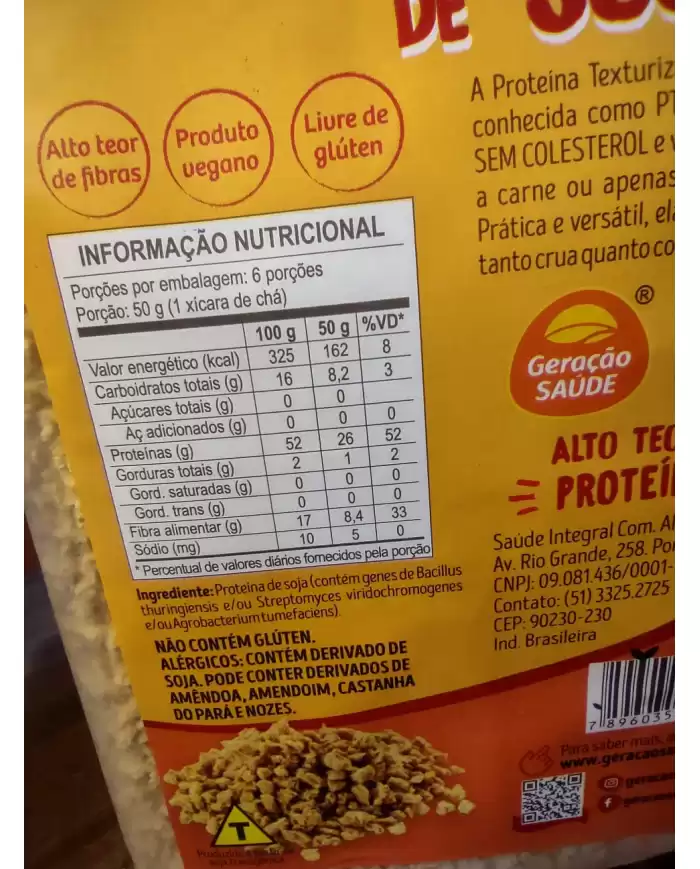 DE
Alto teor
de fibras
Produto
vegano
Livre de
glúten
A Proteína Texturiz
conhecida como PT
SEM COLESTEROL e
a carne ou apenas
Prática e versátil, ela
tanto crua quanto co
INFORMAÇÃO NUTRICIONAL
Porções por embalagem: 6 porções
Porção: 50 g (1 xícara de chá)
100 g 50 g %VD*
Valor energético (kcal) 325 162 8
Carboidratos totais (g) 16 8,2 3
Açúcares totais (g) 0 0
Aç adicionados (g) 0 0 0
Proteínas (g) 52 26 52
Gorduras totais (g) 2 1 2
Gord. saturadas (g) 0 0 0
Gord. trans (g) 0 0 0
Fibra alimentar (g) 17 8,4 33
Sódio (mg) 10 5 0
* Percentual de valores diários fornecidos pela porção
®
Geração
SAÚDE
ALTO TEO
PROTEÍ
Saúde Integral Com. Al
Av. Rio Grande, 258. Por
CNPJ: 09.081.436/0001-
Contato: (51) 3325.2725
CEP: 90230-230
Ind. Brasileira
Ingrediente: Proteína de soja (contém genes de Bacillus
thuringiensis e/ou Streptomyces viridochromogenes
e/ou Agrobacterium tumefaciens).
NÃO CONTÉM GLÚTEN.
ALÉRGICOS: CONTÉM DERIVADO DE
SOJA. PODE CONTER DERIVADOS DE
AMÊNDOA, AMENDOIM, CASTANHA
DO PARÁ E NOZES.
7 896035
Para saber mais, a
www.geracaosa
geracao
T